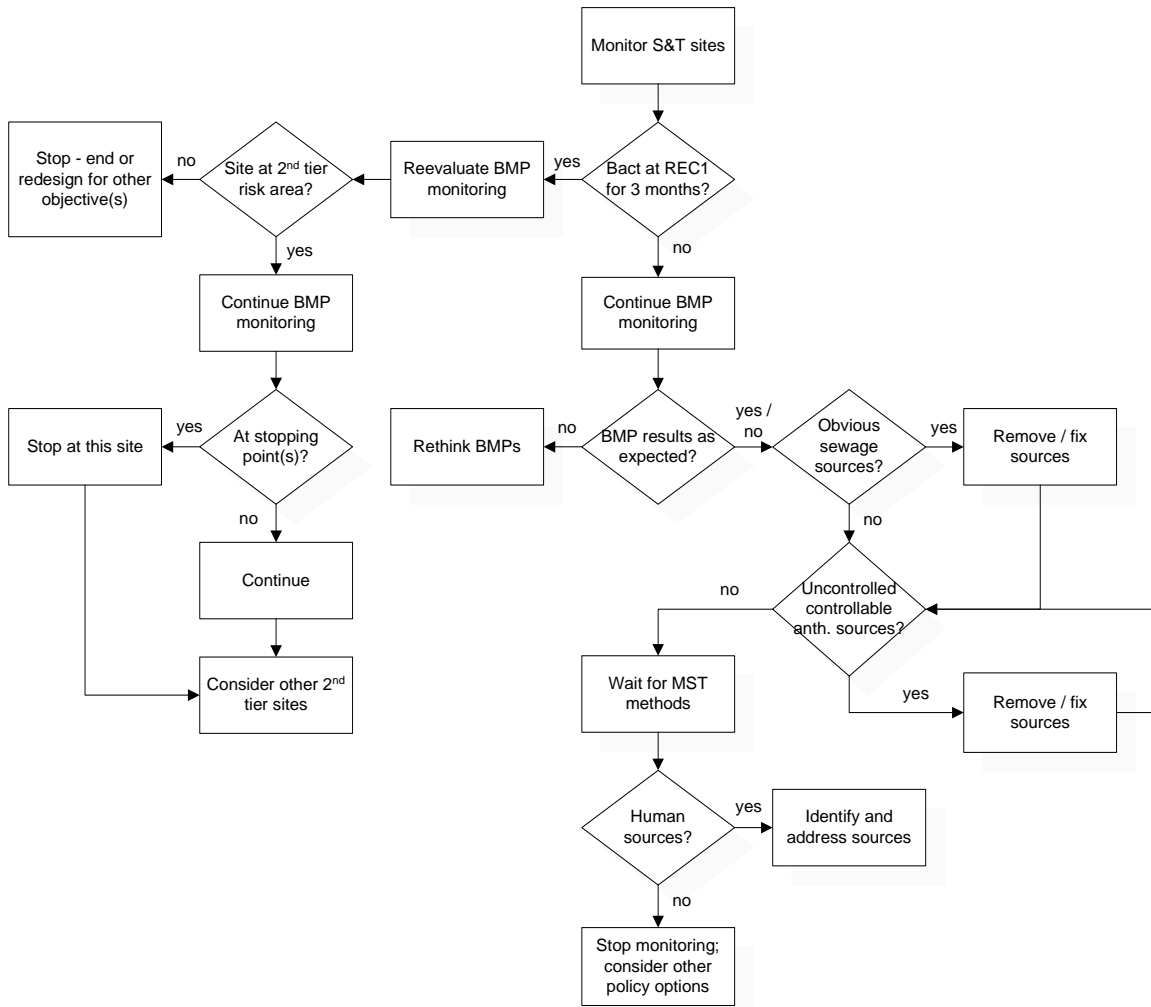 Monitor S&T sites
Stop - end or
redesign for other
objective(s)
no
Site at 2nd tier
risk area?
Reevaluate BMP
monitoring
yes
Bact at REC1
for 3 months?
yes
no
Continue BMP
monitoring
Continue BMP
monitoring
Stop at this site
yes
At stopping
point(s)?
Rethink BMPs
no
BMP results as
expected?
yes /
no
Obvious
sewage
sources?
yes
Remove / fix
sources
no
no
Continue
no
Uncontrolled
controllable
anth. sources?
Consider other 2nd
tier sites
Wait for MST
methods
yes
Remove / fix
sources
Human
sources?
yes
Identify and
address sources
no
Stop monitoring;
consider other
policy options